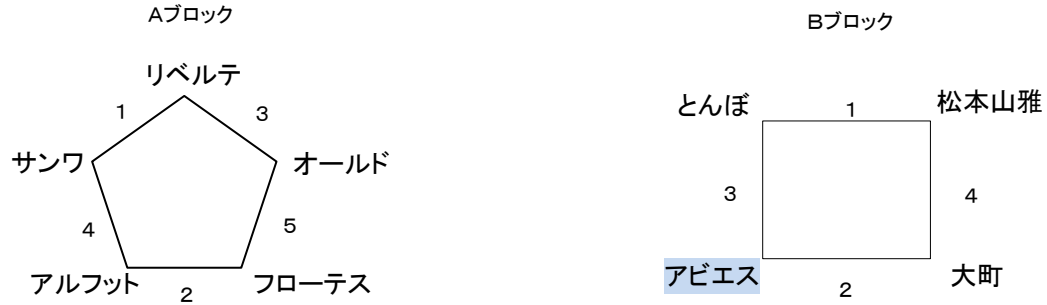 Aブロック
リベルテ
1
3
サンワ
オールド
4
5
アルフット
2
フローテス
Bブロック
とんぼ
1
松本山雅
3
4
アビエス
2
大町